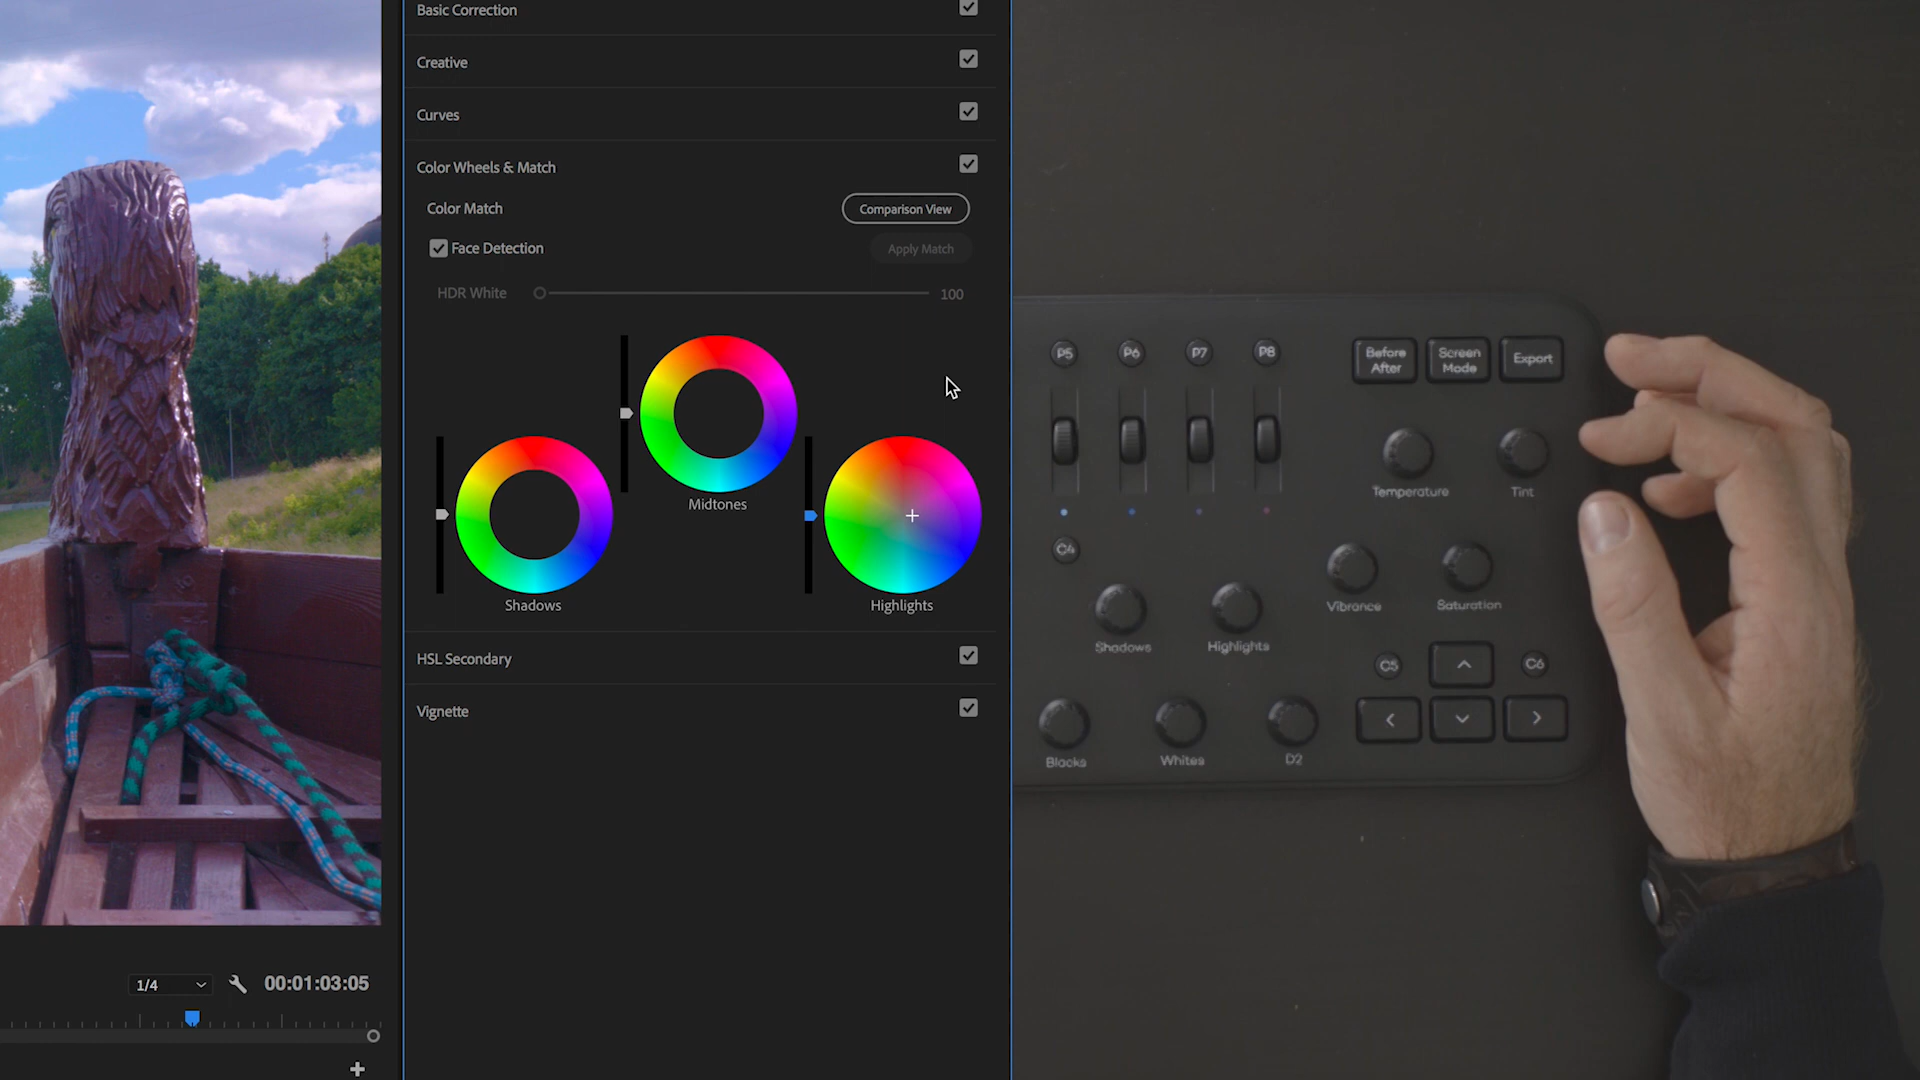 Basic Correction
Creative
Curves
Color Wheels & Match
Color Match
Comparison View
Face Detection
Apply Match
HDR White
100
Midtones
Shadows
Highlights
HSL Secondary
Vignette
1/4
00:01:03:05
P5
P6
P7
P8
Before
After
Screen
Mode
Export
Temperature
Tint
C4
Vibrance
Saturation
Shadows
Highlights
C5
C6
Blacks
Whites
D2